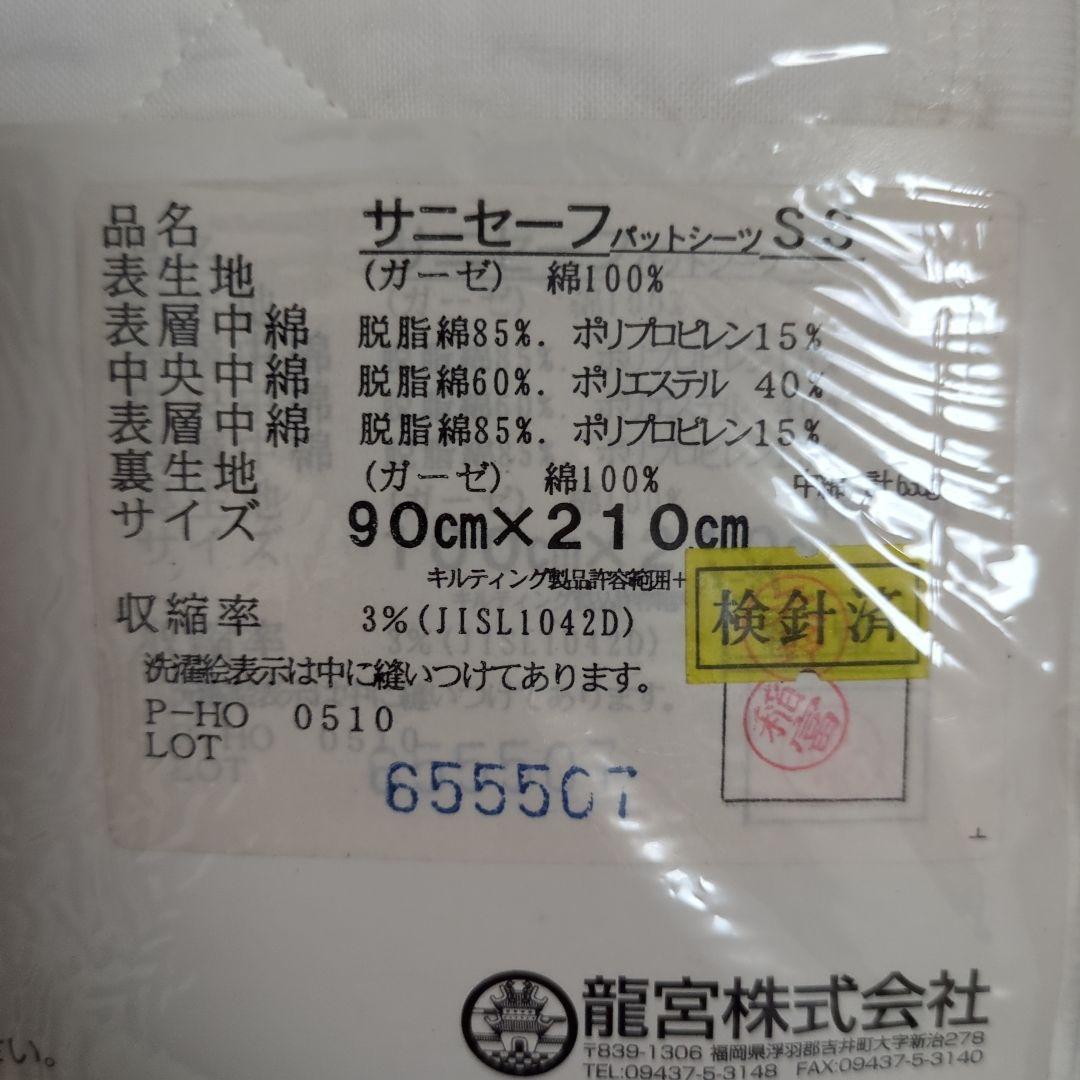 品名 サニセーフパットシーツSS
表生地 (ガーゼ) 綿100%
表層中綿 脱脂綿85%. ポリプロピレン15%
中央中綿 脱脂綿60%. ポリエステル 40%
表層中綿 脱脂綿85%. ポリプロピレン15%
裏生地 (ガーゼ) 綿100%
サイズ 90cm×210cm
キルティング製品許容範囲+
検針済
収縮率 3%(JISL1042D)
洗濯絵表示は中に縫いつけてあります。
P-HO 0510
LOT
655507
稲富
龍宮株式会社
〒839-1306 福岡県浮羽郡吉井町大字新治278
TEL:09437-5-3148 FAX:09437-5-3140
さい。